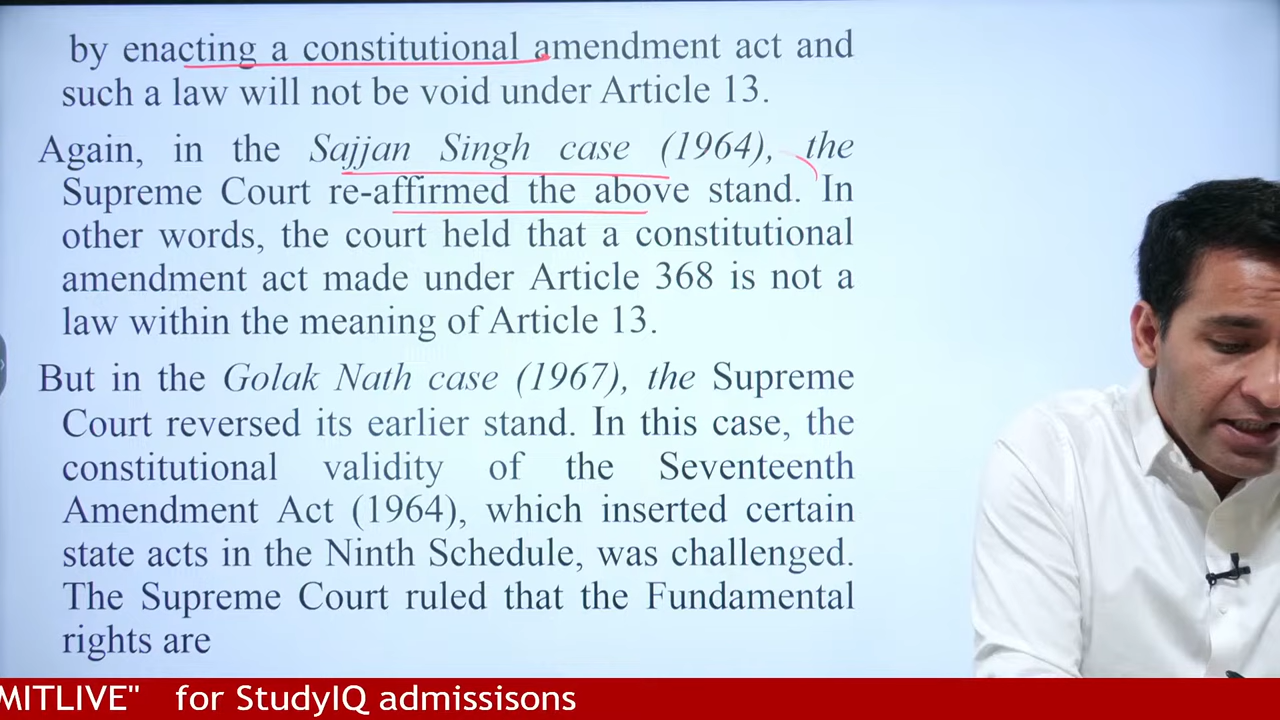 by enacting a constitutional amendment act and
such a law will not be void under Article 13.
Again, in the Sajjan Singh case (1964), the
Supreme Court re-affirmed the above stand. In
other words, the court held that a constitutional
amendment act made under Article 368 is not a
law within the meaning of Article 13.
But in the Golak Nath case (1967), the Supreme
Court reversed its earlier stand. In this case, the
constitutional validity of the Seventeenth
Amendment Act (1964), which inserted certain
state acts in the Ninth Schedule, was challenged.
The Supreme Court ruled that the Fundamental
rights are
MITLIVE" for StudyIQ admissisons